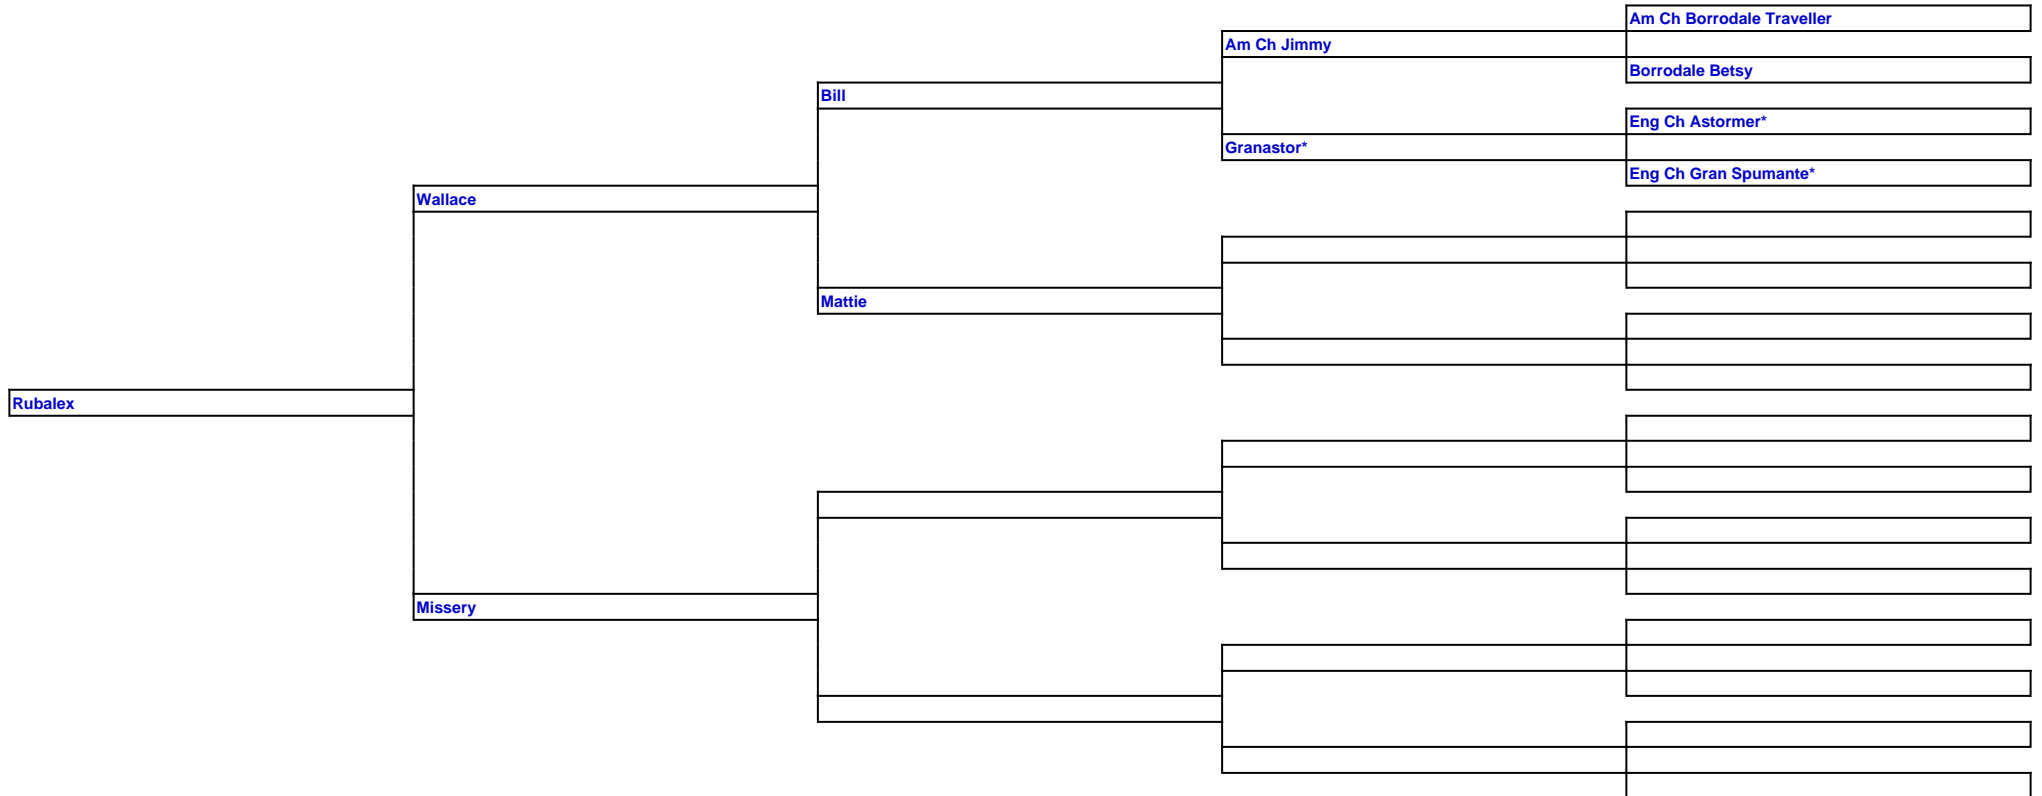 Am Ch Borrodale Traveller
Am Ch Jimmy
Borrodale Betsy
Bill
Eng Ch Astormer*
Granastor*
Eng Ch Gran Spumante*
Wallace
Mattie
Rubalex
Missery